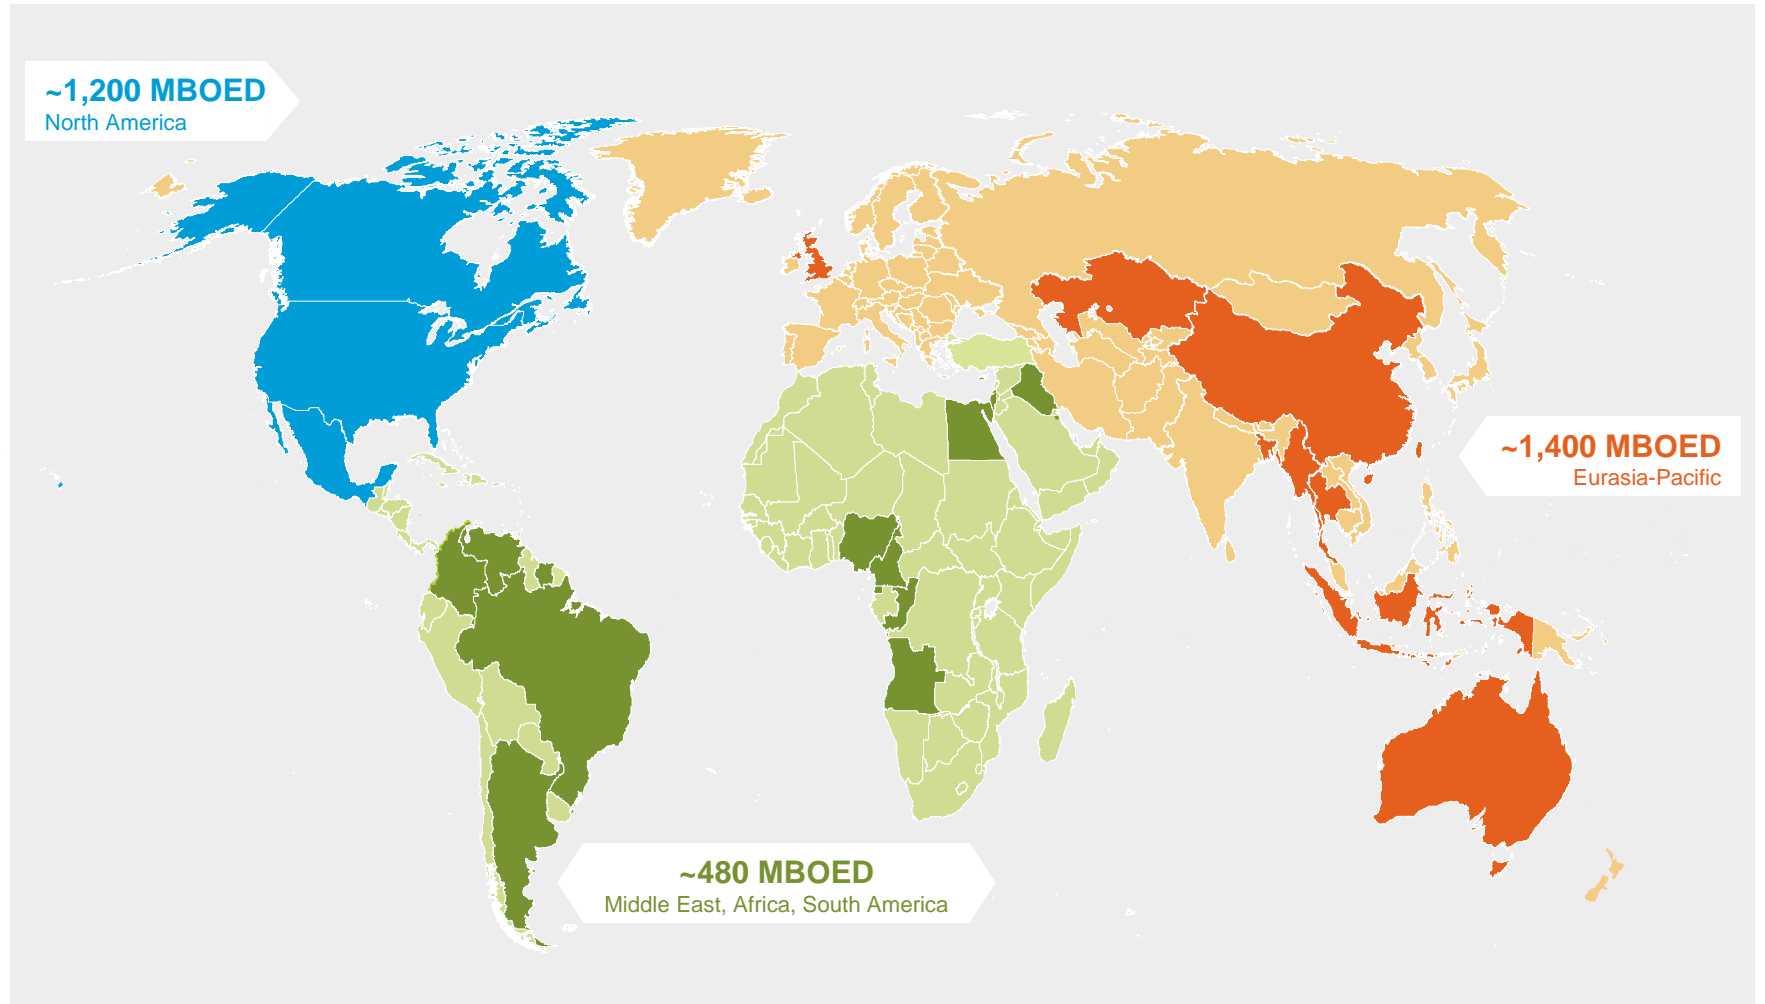 ~1,200 MBOED
North America
~1,400 MBOED
Eurasia-Pacific
~480 MBOED
Middle East, Africa, South America